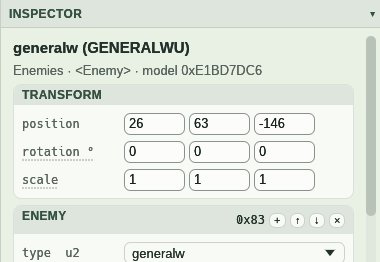 INSPECTOR
generalw (GENERALWU)
Enemies · <Enemy> · model 0xE1BD7DC6
TRANSFORM
position 26 63 -146
rotation ° 0 0 0
scale 1 1 1
ENEMY 0x83 + ↑ ↓ ×
type u2 generalw